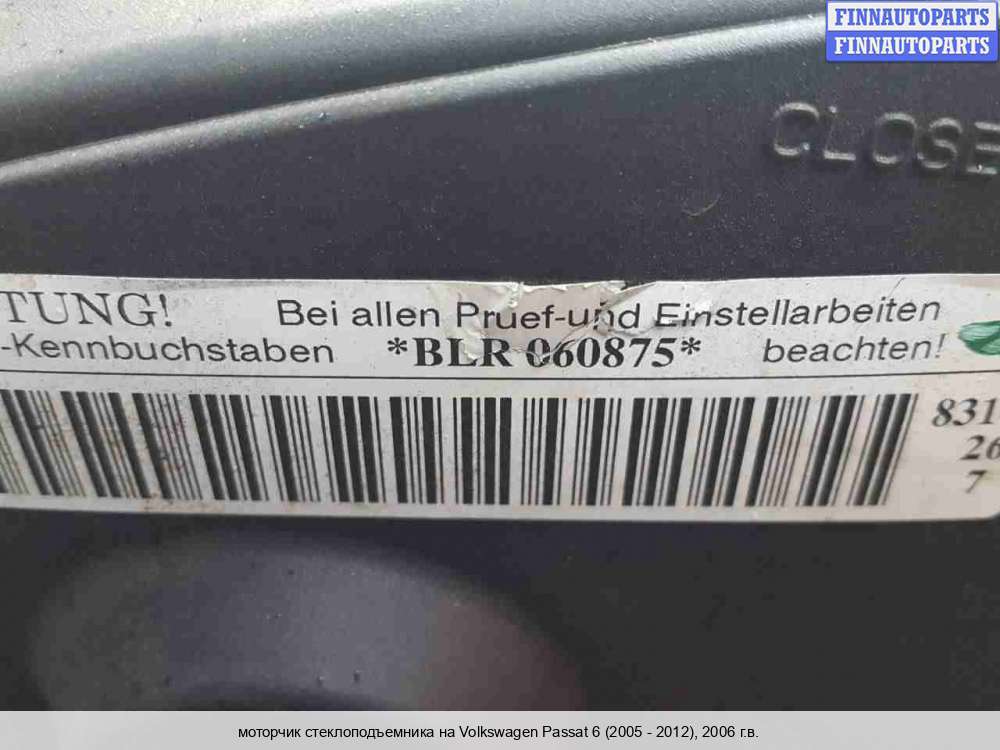 FINNAUTOPARTS
FINNAUTOPARTS
CLOSE
TUNG! Bei allen Pruef-und Einstellarbeiten
-Kennbuchstaben *BLR 060875* beachten!
831
26
7
моторчик стеклоподъемника на Volkswagen Passat 6 (2005 - 2012), 2006 г.в.